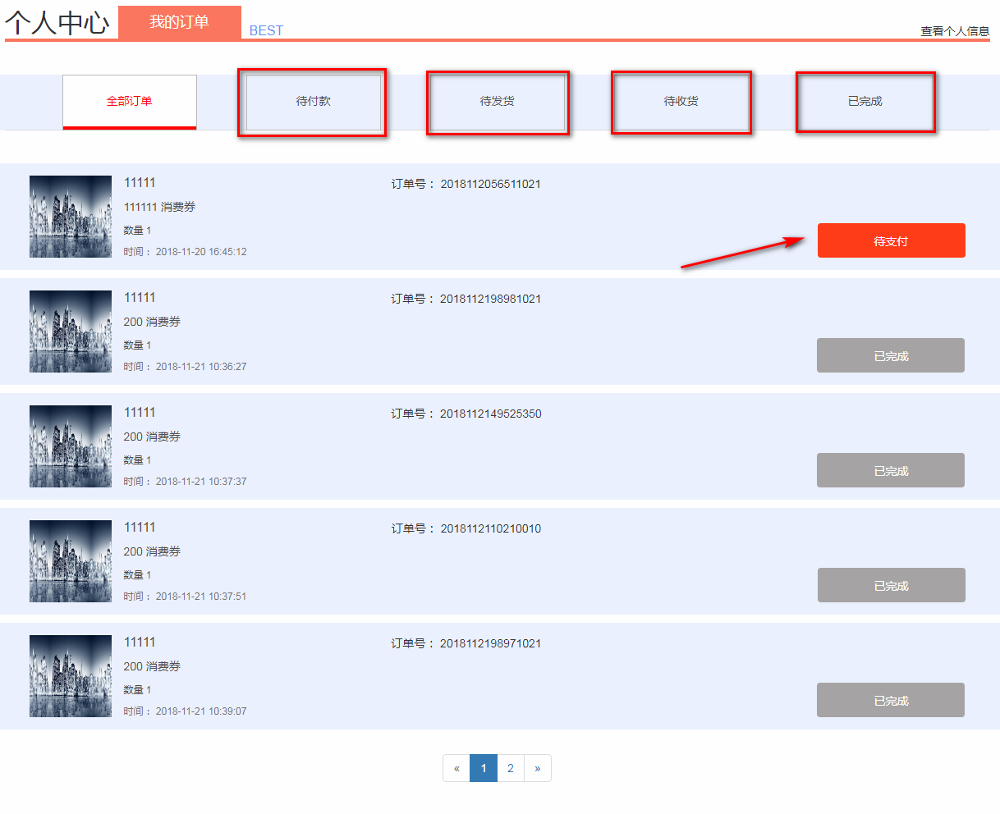 个人中心 我的订单 BEST 查看个人信息
全部订单 待付款 待发货 待收货 已完成
11111 订单号： 2018112056511021
111111 消费券
数量 1
待支付
时间： 2018-11-20 16:45:12
11111 订单号： 2018112198981021
200 消费券
数量 1
已完成
时间： 2018-11-21 10:36:27
11111 订单号： 2018112149525350
200 消费券
数量 1
已完成
时间： 2018-11-21 10:37:37
11111 订单号： 2018112110210010
200 消费券
数量 1
已完成
时间： 2018-11-21 10:37:51
11111 订单号： 2018112198971021
200 消费券
数量 1
已完成
时间： 2018-11-21 10:39:07
« 1 2 »